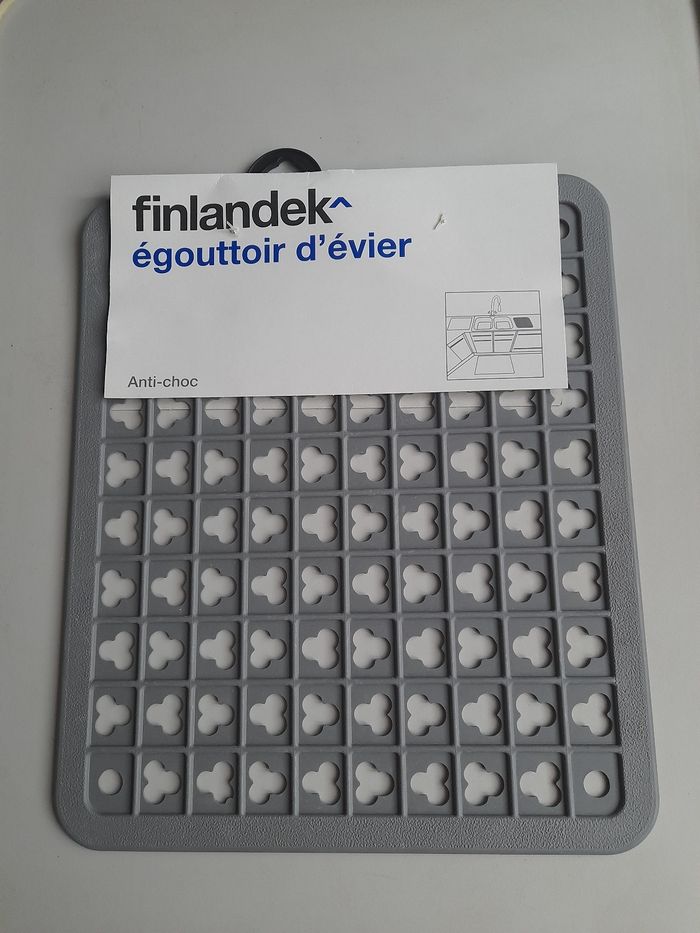 finlandek^
égouttoir d'évier
Anti-choc